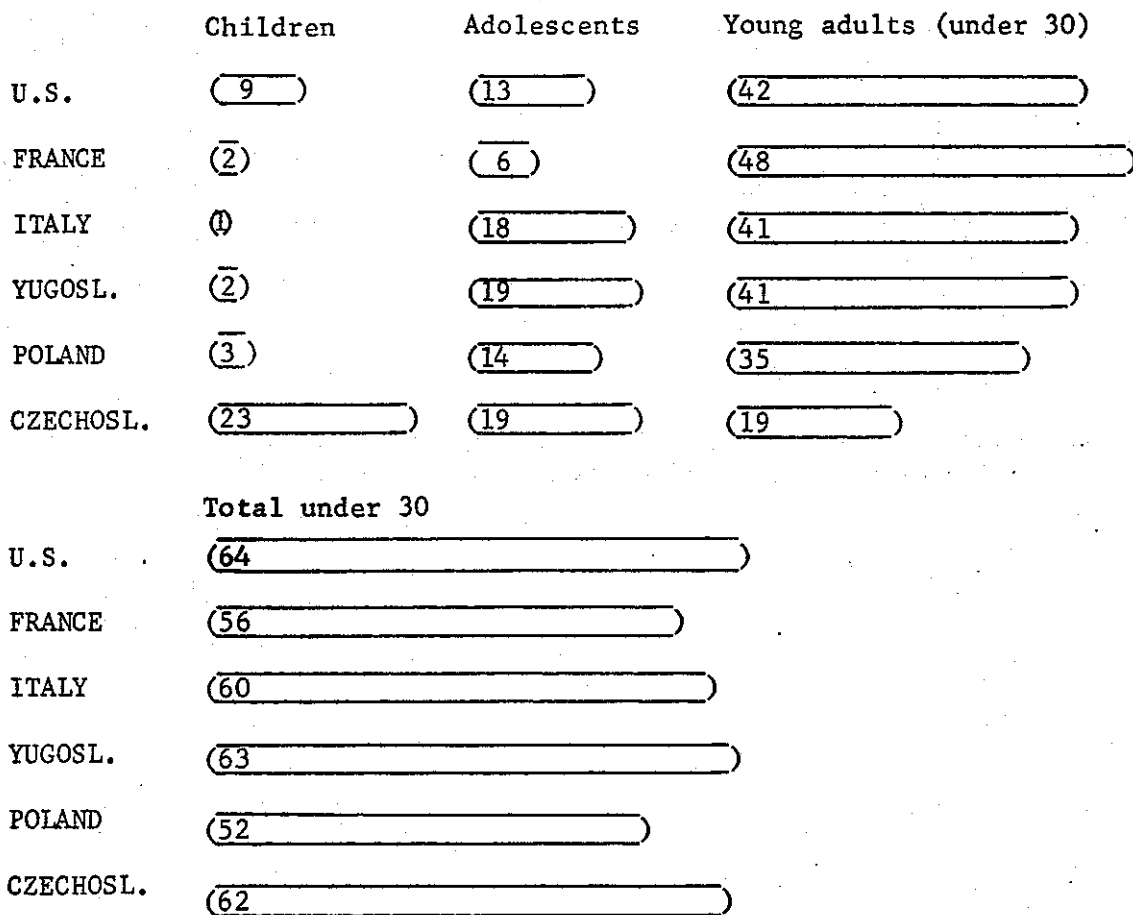 Children Adolescents Young adults (under 30)
U.S. 9 13 42
FRANCE 2 6 48
ITALY 1 18 41
YUGOSL. 2 19 41
POLAND 3 14 35
CZECHOSL. 23 19 19
Total under 30
U.S. 64
FRANCE 56
ITALY 60
YUGOSL. 63
POLAND 52
CZECHOSL. 62